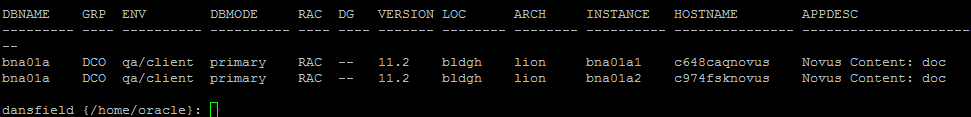 DBNAME    GRP  ENV        DBMODE     RAC  DG   VERSION LOC      ARCH     INSTANCE   HOSTNAME        APPDESC
--------- ---- ---------- ---------- ---- ---- ------- -------- -------- ---------- --------------- ---------------------
--
bna01a    DCO  qa/client  primary    RAC  --   11.2    bldgh    lion     bna01a1    c648caqnovus    Novus Content: doc
bna01a    DCO  qa/client  primary    RAC  --   11.2    bldgh    lion     bna01a2    c974fsknovus    Novus Content: doc
dansfield {/home/oracle}: